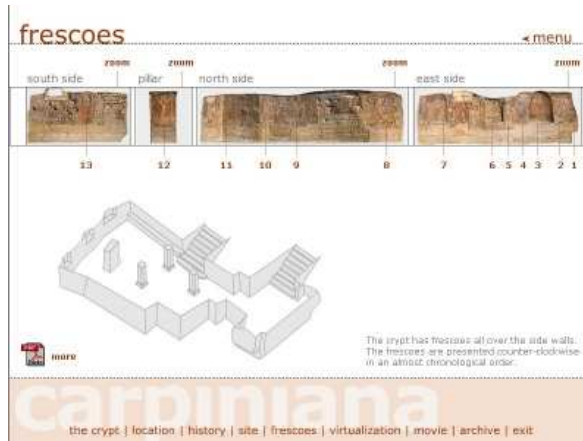 frescoes
menu
zoom zoom zoom zoom
south side pillar north side east side
13 12 11 10 9 8 7 6 5 4 3 2 1
The crypt has frescoes all over the side walls.
The frescoes are presented counter-clockwise
in an almost chronological order.
more
carpiniana
the crypt | location | history | site | frescoes | virtualization | movie | archive | exit